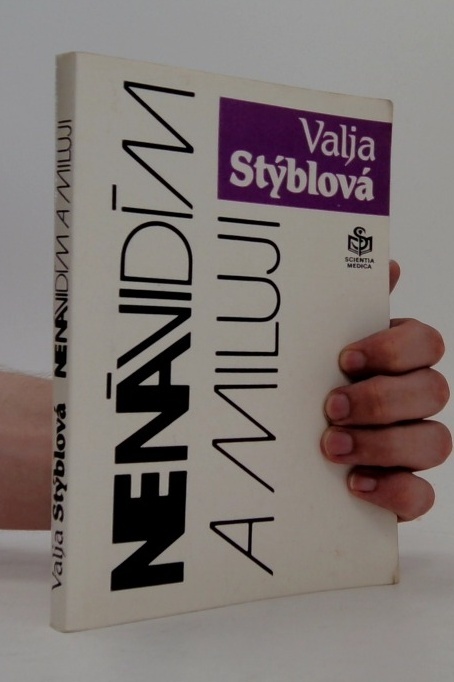 Valja
Stýblová
NENÁVIDÍM
A MILUJI
SCIENTIA
MEDICA
Valja Stýblová NENÁVIDÍM A MILUJI